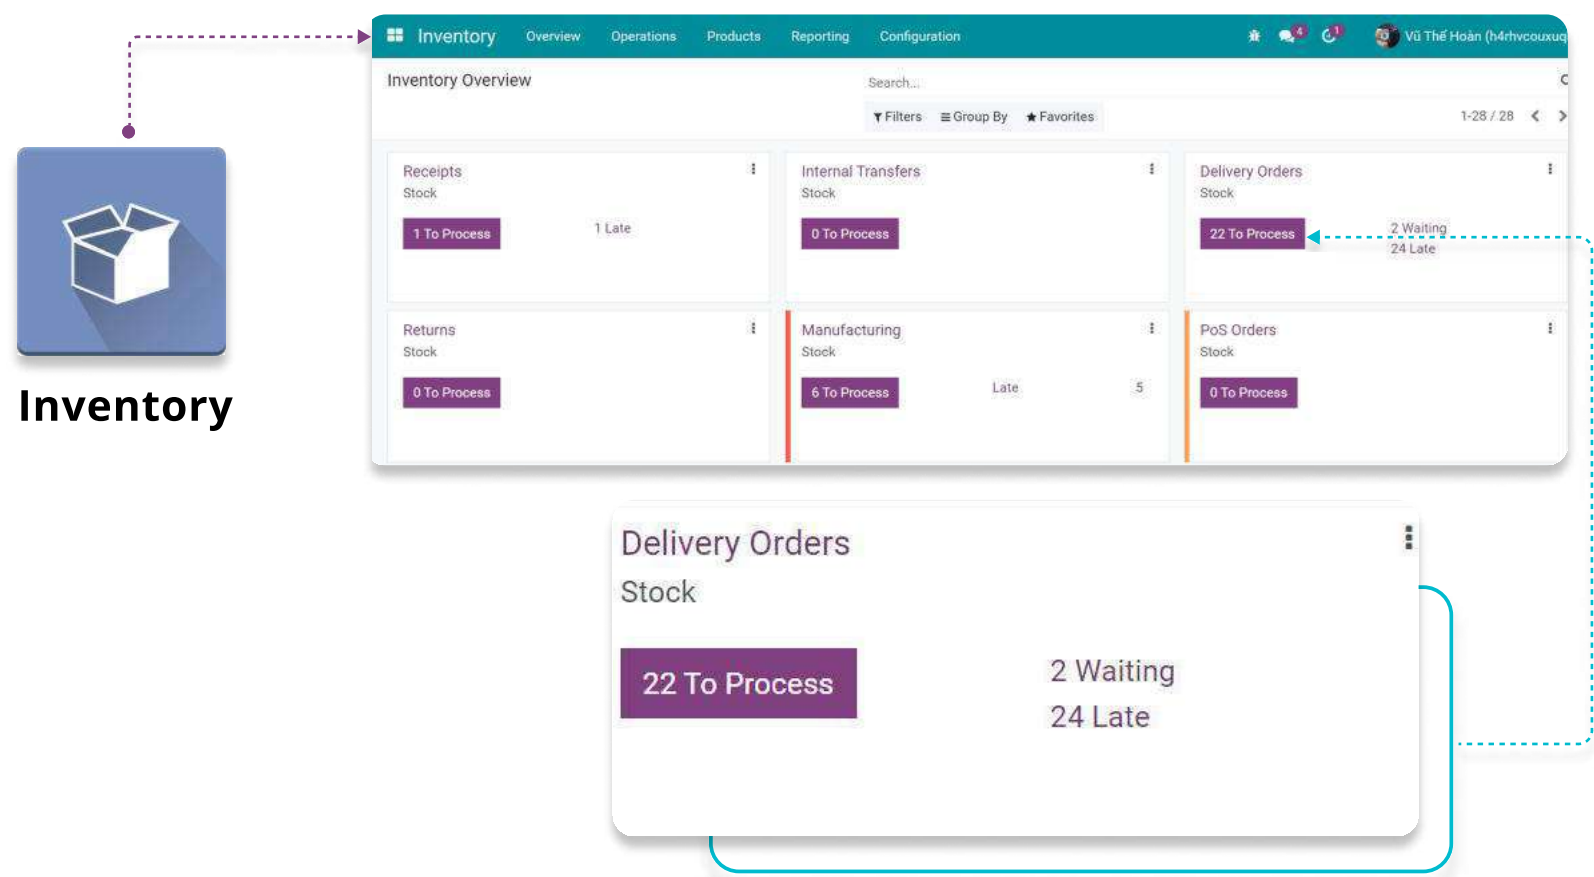 Inventory Overview Operations Products Reporting Configuration 4 1 Vũ Thế Hoàn (h4rhvcouxuq
Inventory Overview
Search...
Filters Group By Favorites
1-28 / 28
Receipts
Stock
1 To Process
1 Late
Internal Transfers
Stock
0 To Process
Delivery Orders
Stock
22 To Process
2 Waiting
24 Late
Returns
Stock
0 To Process
Manufacturing
Stock
6 To Process
Late 5
PoS Orders
Stock
0 To Process
Inventory
Delivery Orders
Stock
22 To Process
2 Waiting
24 Late